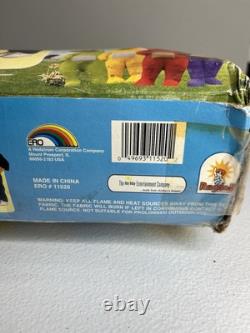 ERO
A Hedstrom Corporation Company
Mount Prospect, IL
60056-2183 USA
0 49693 11520
The itsy bitsy Entertainment Company
Ragdoll
MADE IN CHINA
ERO # 11520
WARNING: KEEP ALL FLAME AND HEAT SOURCES AWAY FROM THIS
FABRIC. THE FABRIC WILL BURN IF LEFT IN CONTINUOUS CONTACT
FLAME SOURCE. NOT SUITABLE FOR PROLONGED OUTDOOR